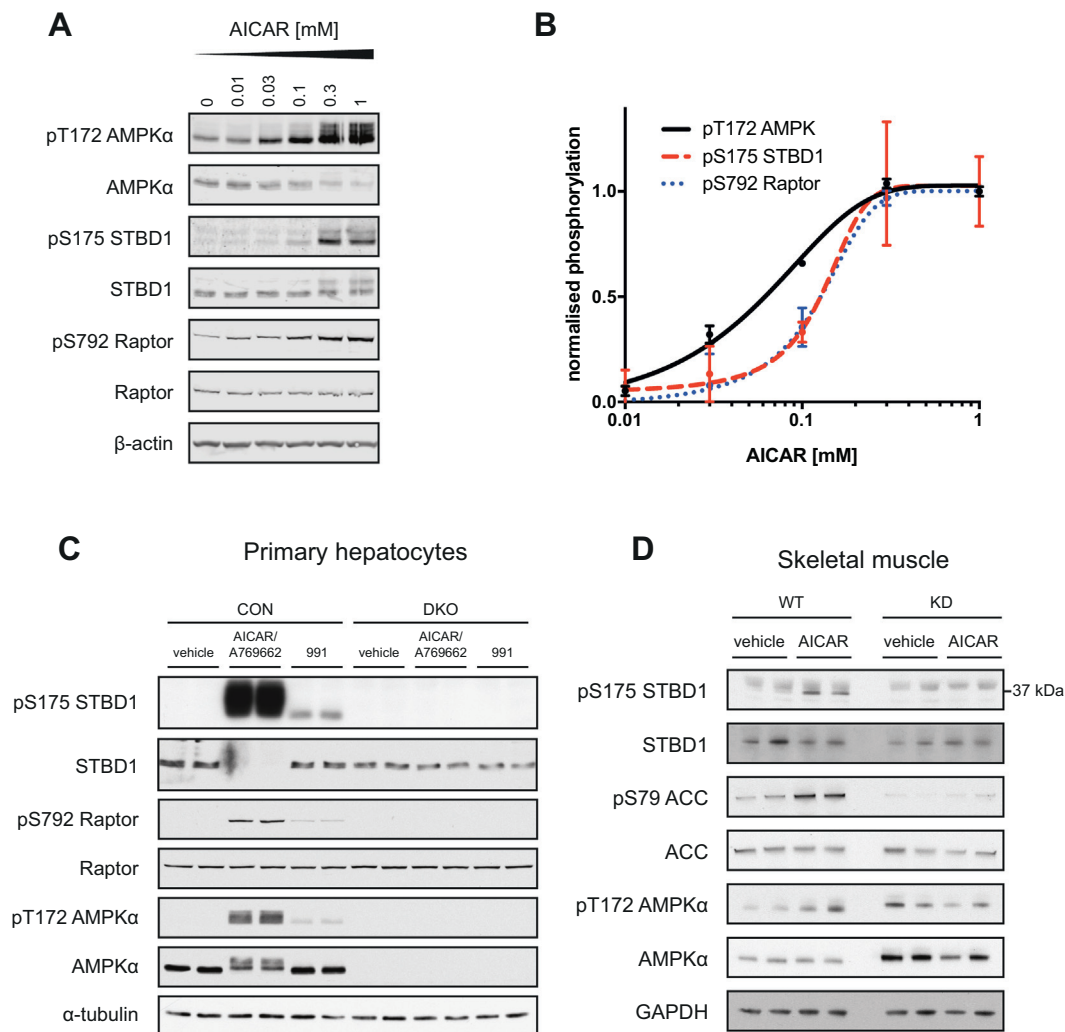 A
AICAR [mM]
0 0.01 0.03 0.1 0.3 1
pT172 AMPKα
AMPKα
pS175 STBD1
STBD1
pS792 Raptor
Raptor
β-actin
B
pT172 AMPK
pS175 STBD1
pS792 Raptor
normalised phosphorylation
1.0
0.5
0.0
0.01 0.1 1
AICAR [mM]
C
Primary hepatocytes
CON DKO
vehicle AICAR/ 991 vehicle AICAR/ 991
A769662 A769662
pS175 STBD1
STBD1
pS792 Raptor
Raptor
pT172 AMPKα
AMPKα
α-tubulin
D
Skeletal muscle
WT KD
vehicle AICAR vehicle AICAR
pS175 STBD1 37 kDa
STBD1
pS79 ACC
ACC
pT172 AMPKα
AMPKα
GAPDH